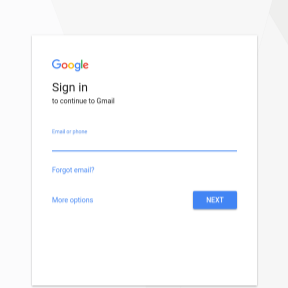 Google
Sign in
to continue to Gmail
Email or phone
Forgot email?
More options
NEXT